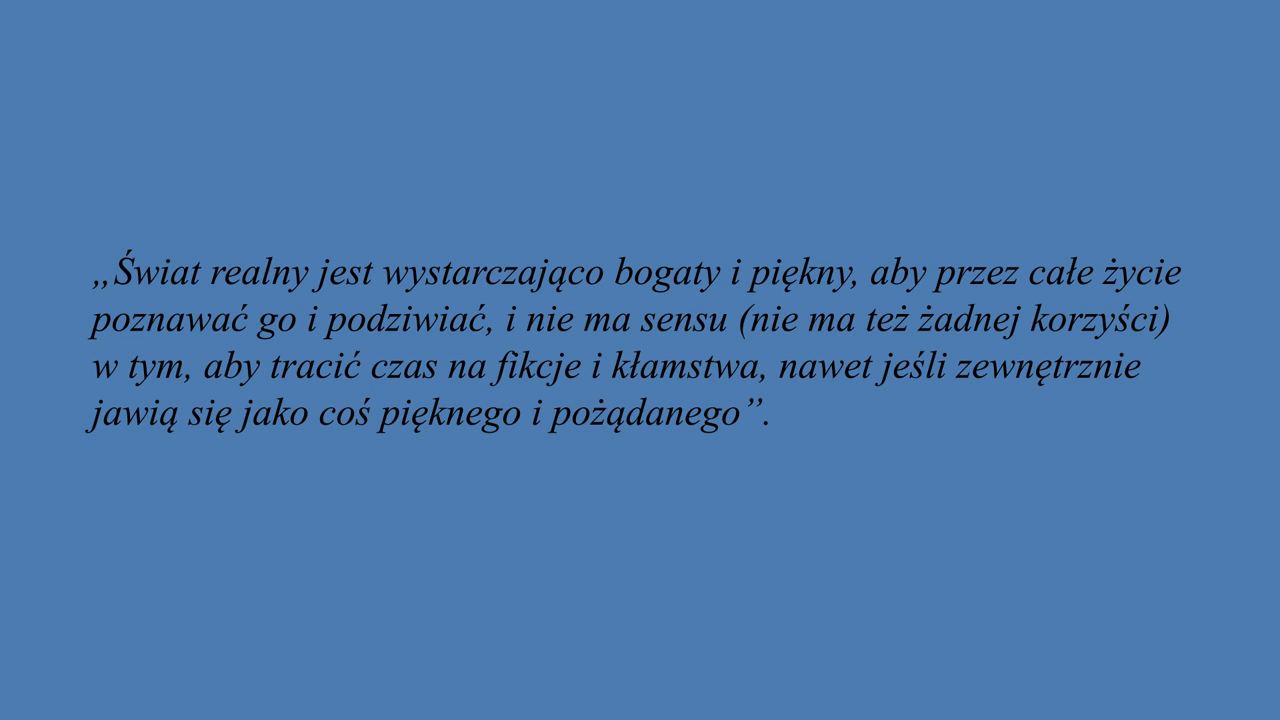 „Świat realny jest wystarczająco bogaty i piękny, aby przez całe życie
poznawać go i podziwiać, i nie ma sensu (nie ma też żadnej korzyści)
w tym, aby tracić czas na fikcje i kłamstwa, nawet jeśli zewnętrznie
jawią się jako coś pięknego i pożądanego”.